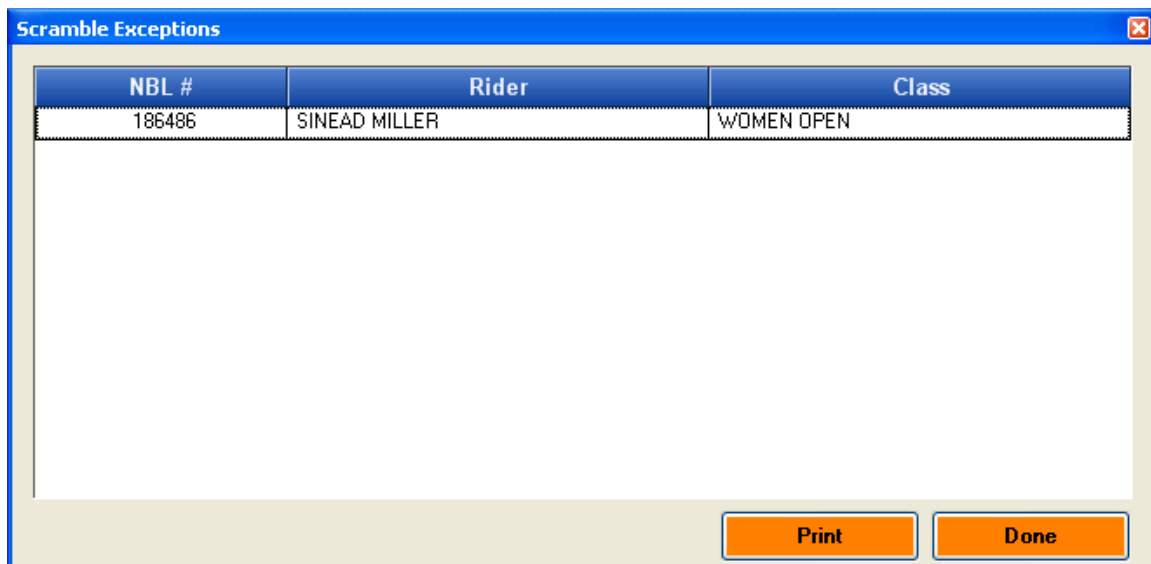 Scramble Exceptions
NBL # Rider Class
186486 SINEAD MILLER WOMEN OPEN
Print Done